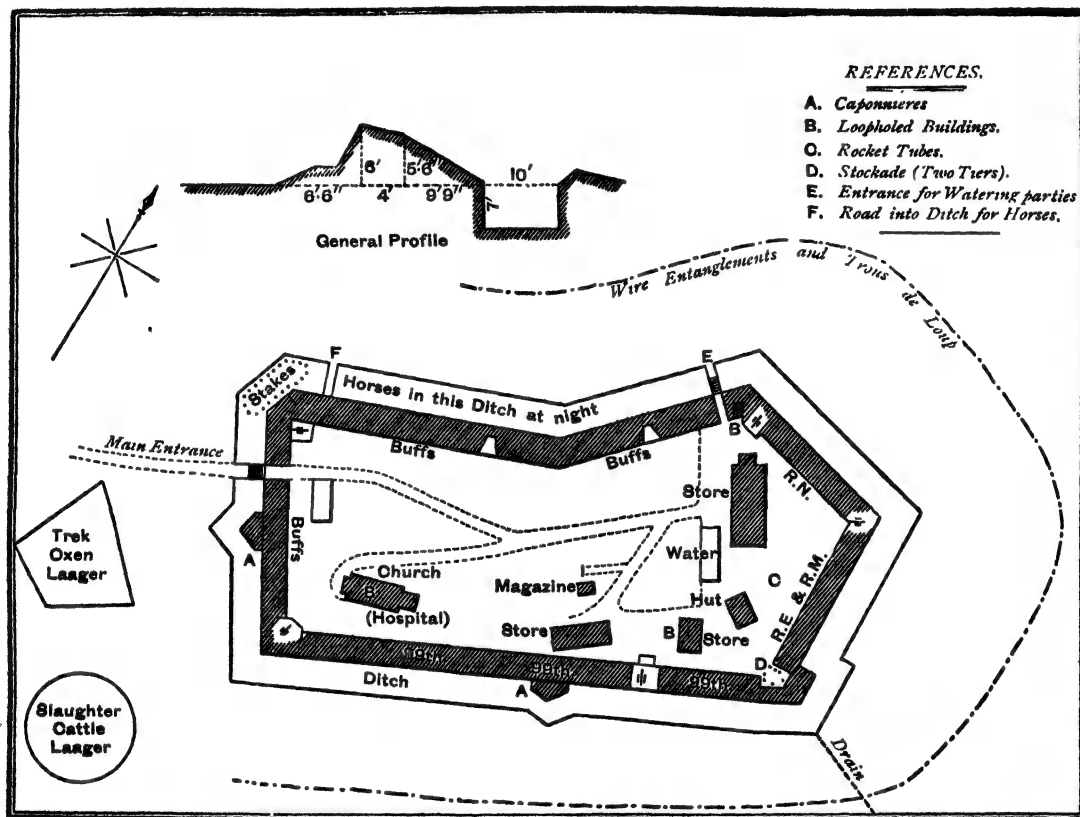 REFERENCES.
A. Caponnieres
B. Loopholed Buildings.
C. Rocket Tubes.
D. Stockade (Two Tiers).
E. Entrance for Watering parties
F. Road into Ditch for Horses.
6'
5'6"
10'
6'.6"
4'
9'9"
7'
General Profile
Wire Entanglements and Trous de Loup
F
E
Stakes
Horses in this Ditch at night
B
Main Entrance
Buffs
Buffs
R.N.
Store
Buffs
Trek
Oxen
Laager
A
Water
Church
B
Magazine
C
Hut
(Hospital)
R.E & R.M.
Store
B
Store
D
99th.
99th.
Ditch
A
Slaughter
Cattle
Laager
Drain